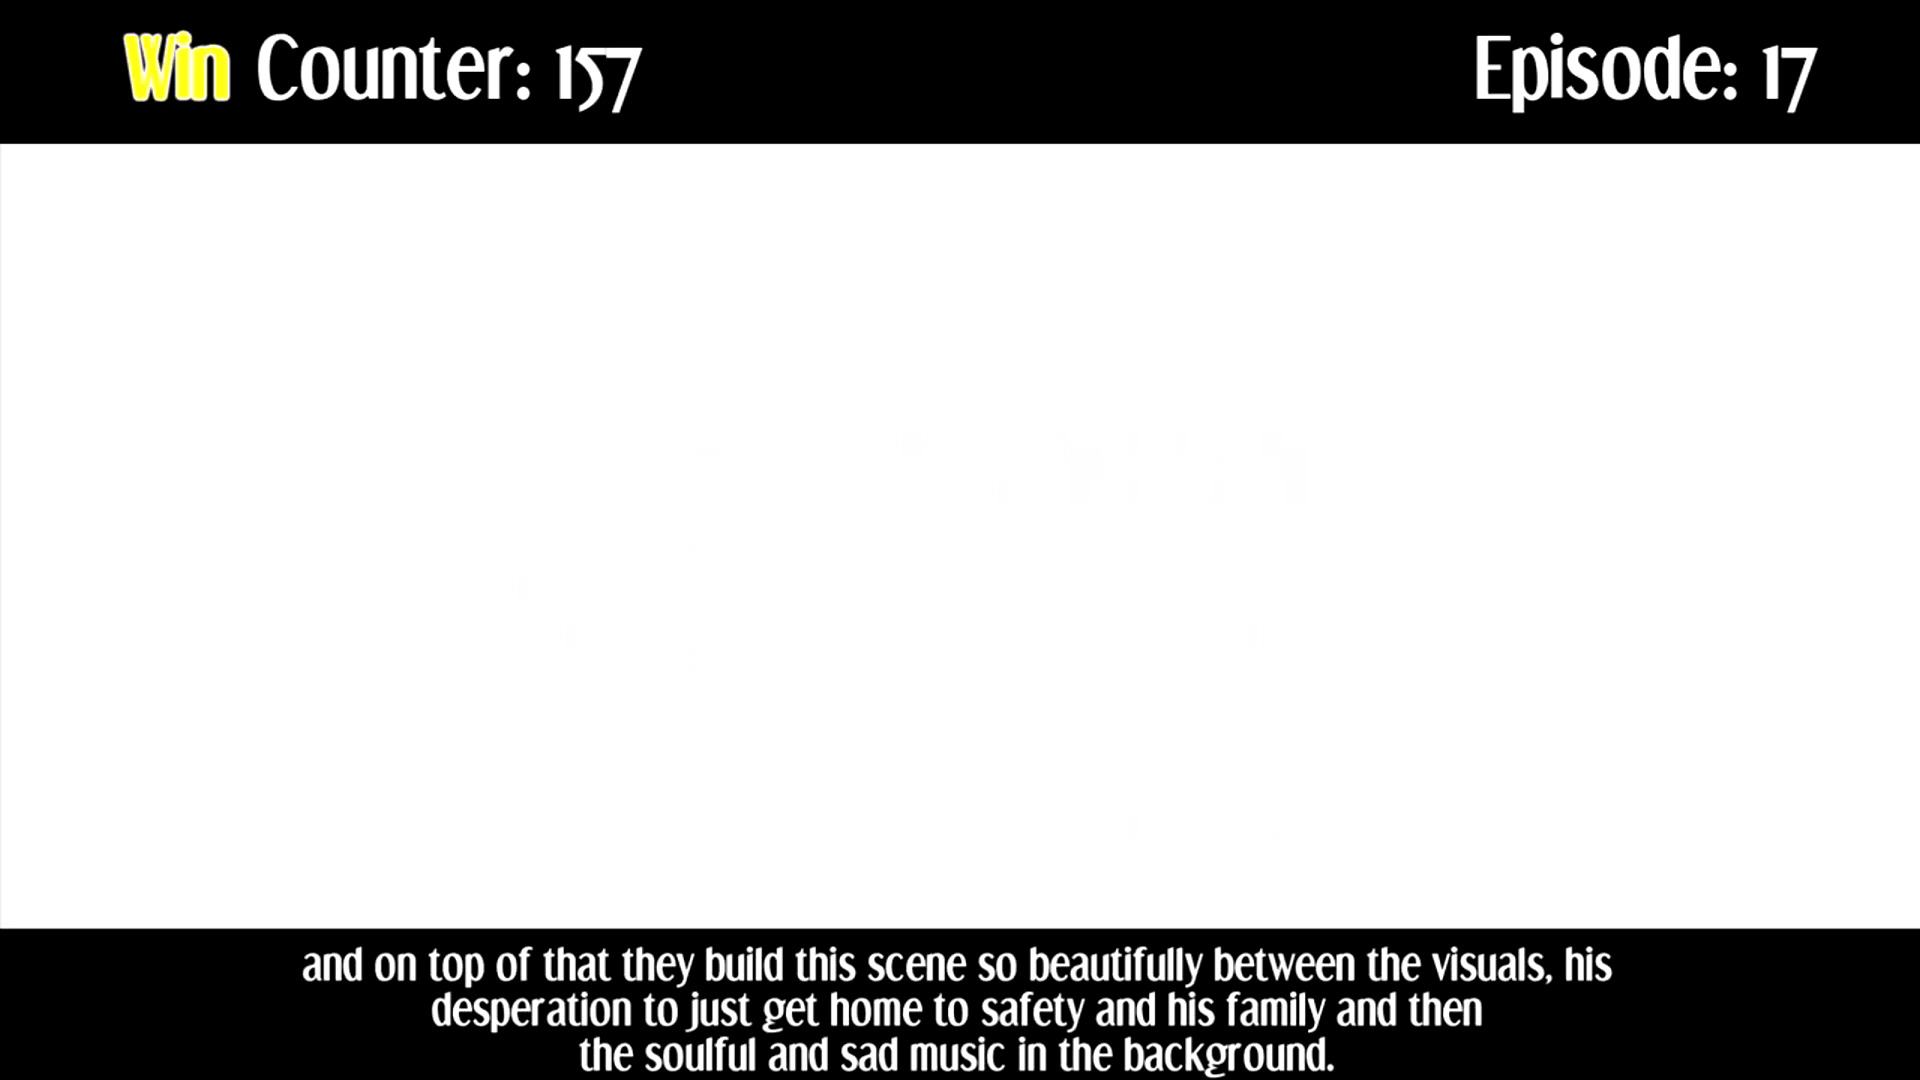 Win Counter: 157
Episode: 17
and on top of that they build this scene so beautifully between the visuals, his
desperation to just get home to safety and his family and then
the soulful and sad music in the background.